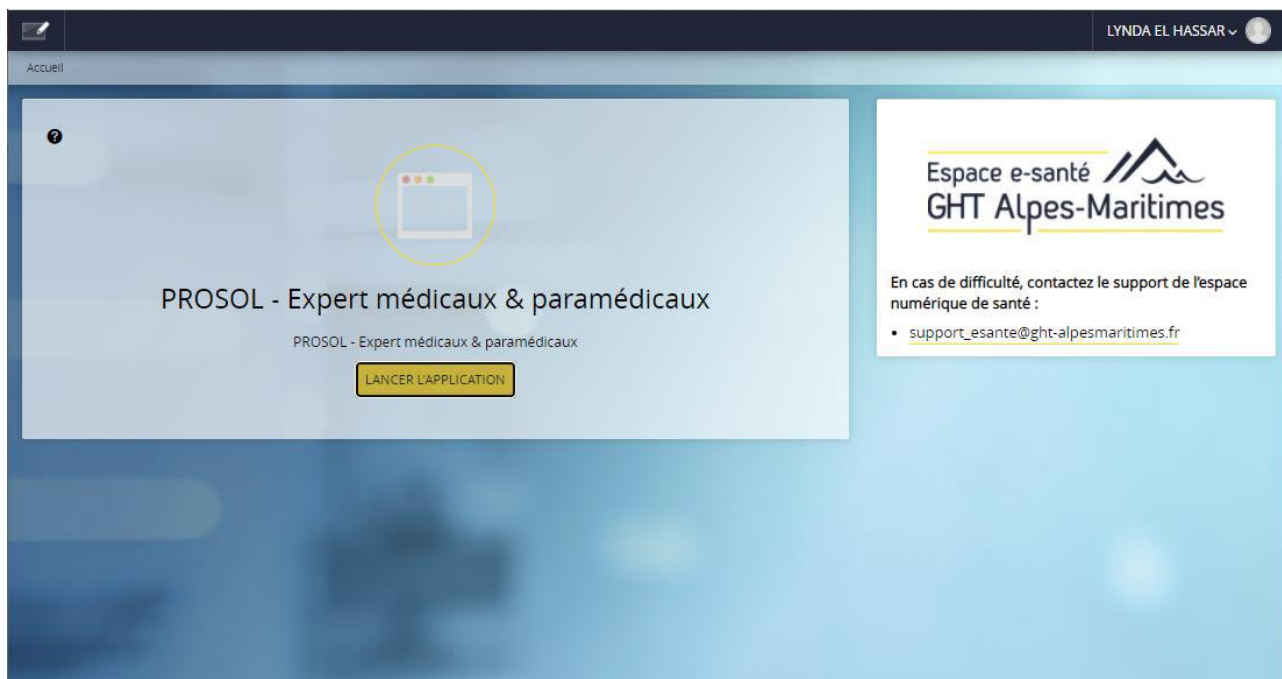 LYNDA EL HASSAR
Accueil
PROSOL - Expert médicaux & paramédicaux
PROSOL - Expert médicaux & paramédicaux
LANCER L'APPLICATION
Espace e-santé
GHT Alpes-Maritimes
En cas de difficulté, contactez le support de l'espace
numérique de santé :
• support_esante@ght-alpesmaritimes.fr